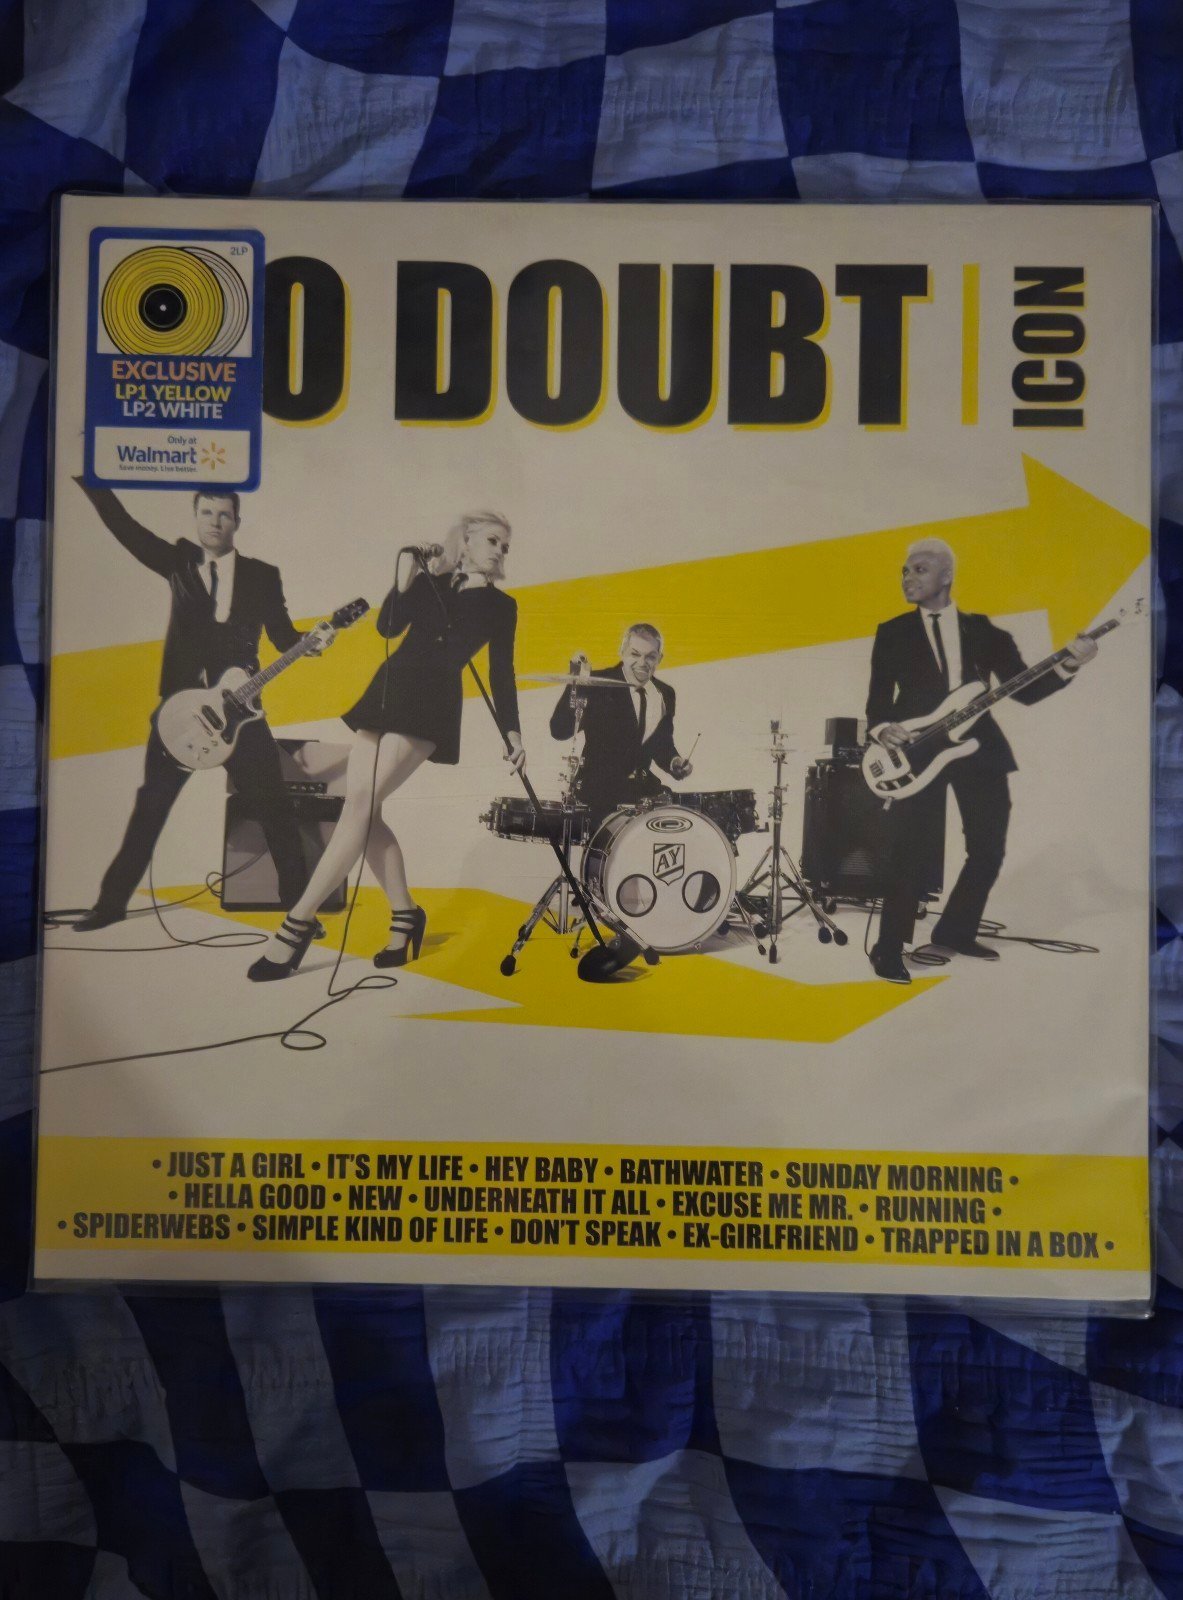 2LP
EXCLUSIVE
LP1 YELLOW
LP2 WHITE
Only at
Walmart
Save money. Live better.
O DOUBT
ICON
AY
• JUST A GIRL • IT'S MY LIFE • HEY BABY • BATHWATER • SUNDAY MORNING •
• HELLA GOOD • NEW • UNDERNEATH IT ALL • EXCUSE ME MR. • RUNNING •
• SPIDERWEBS • SIMPLE KIND OF LIFE • DON'T SPEAK • EX-GIRLFRIEND • TRAPPED IN A BOX •